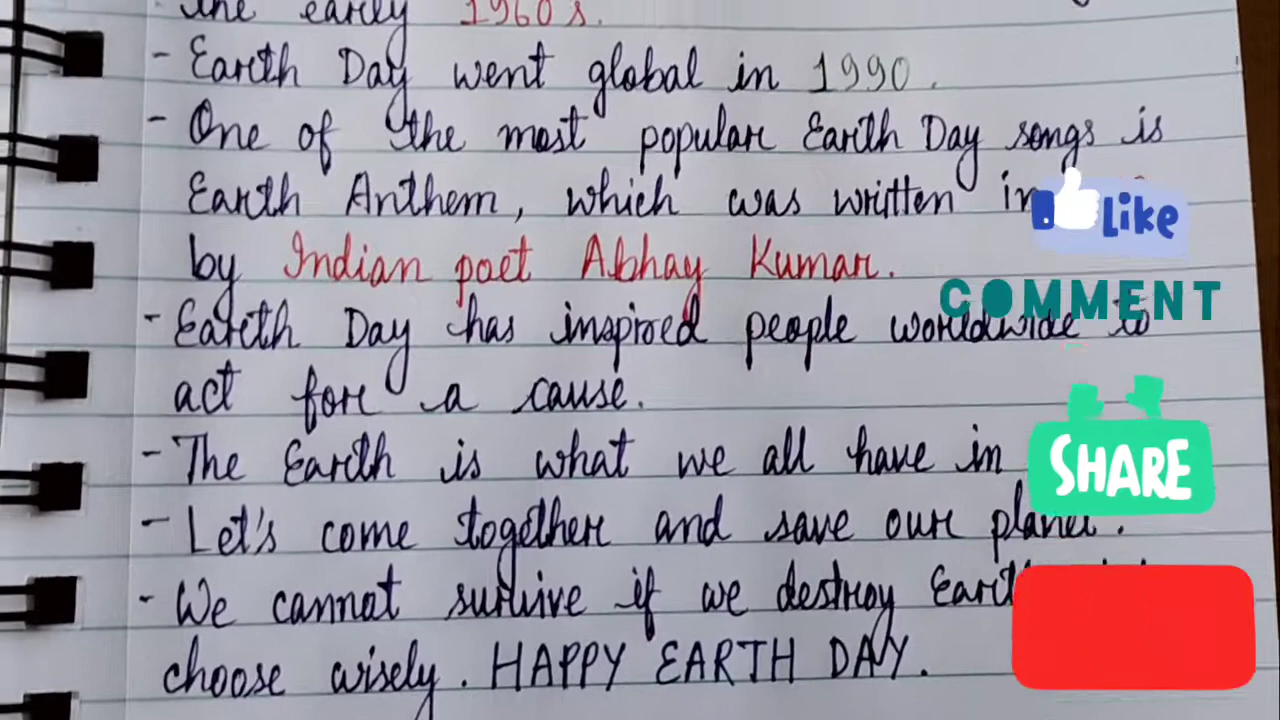 the early 1960s.
- Earth Day went global in 1990.
- One of the most popular Earth Day songs is
Earth Anthem, which was written in
Like
by Indian poet Abhay Kumar.
COMMENT
- Earth Day has inspired people worldwide to
act for a cause.
- The Earth is what we all have in
SHARE
- Let's come together and save our planet.
- We cannot survive if we destroy Earth
choose wisely. HAPPY EARTH DAY.